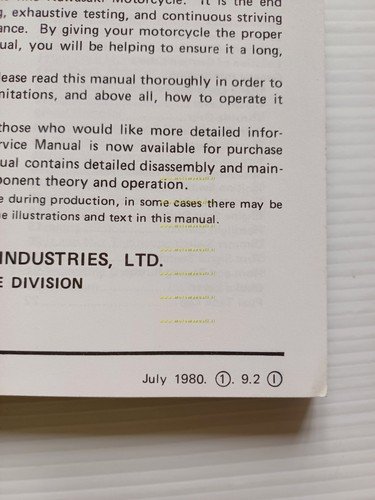 Kawasaki Motorcycle. It is the end
g, exhaustive testing, and continuous striving
ance. By giving your motorcycle the proper
ual, you will be helping to ensure it a long,
lease read this manual thoroughly in order to
mitations, and above all, how to operate it
those who would like more detailed infor-
rvice Manual is now available for purchase
ual contains detailed disassembly and main-
ponent theory and operation.
e during production, in some cases there may be
e illustrations and text in this manual.
INDUSTRIES, LTD.
E DIVISION
July 1980. ①. 9.2 Ⓘ